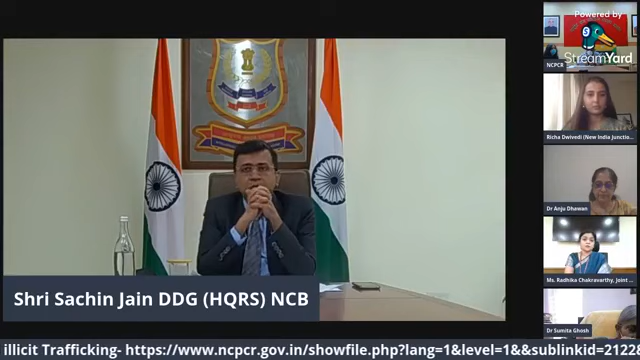 Powered by
StreamYard
NCPCR
Richa Dwivedi (New India Junctio...
Dr Anju Dhawan
Ms. Radhika Chakravarthy, Joint
Dr Sumita Ghosh
Shri Sachin Jain DDG (HQRS) NCB
illicit Trafficking- https://www.ncpcr.gov.in/showfile.php?lang=1&level=1&&sublinkid=21228